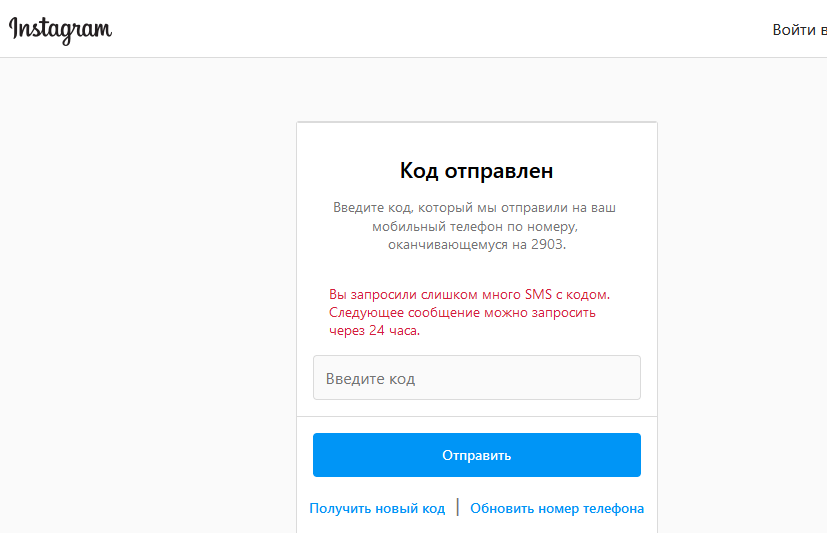 Instagram
Войти в
Код отправлен
Введите код, который мы отправили на ваш
мобильный телефон по номеру,
оканчивающемуся на 2903.
Вы запросили слишком много SMS с кодом.
Следующее сообщение можно запросить
через 24 часа.
Введите код
Отправить
Получить новый код | Обновить номер телефона